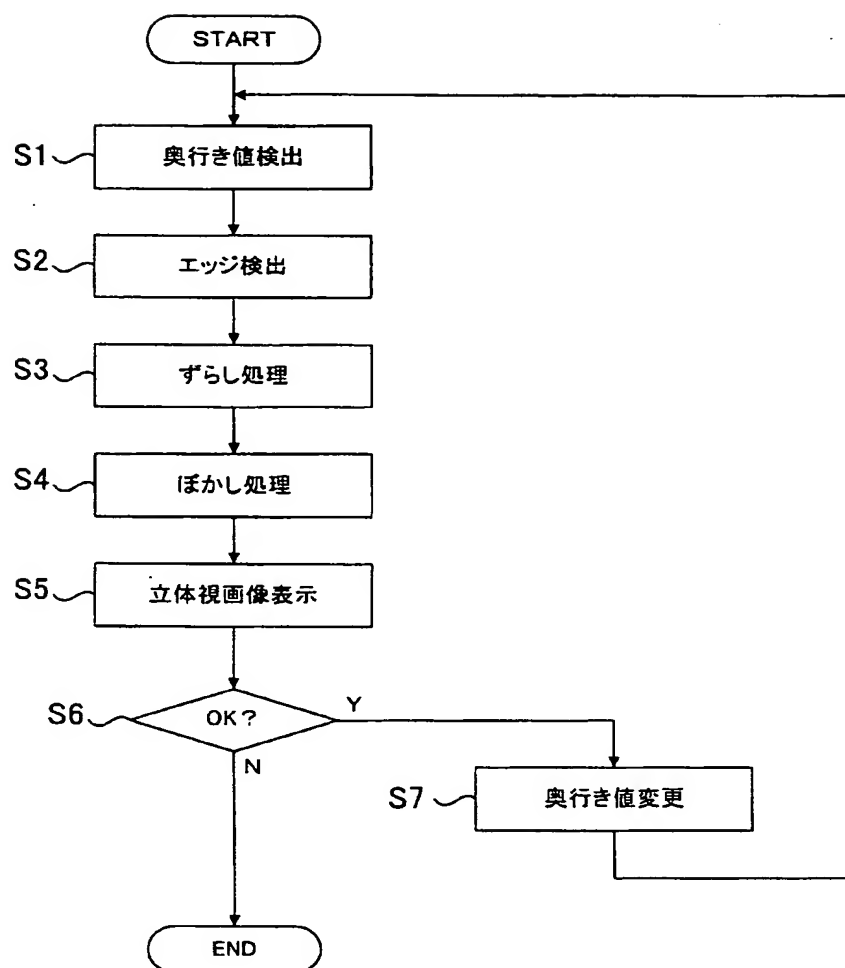 START
S1
奥行き値検出
S2
エッジ検出
S3
ずらし処理
S4
ぼかし処理
S5
立体視画像表示
S6
OK?
Y
N
S7
奥行き値変更
END